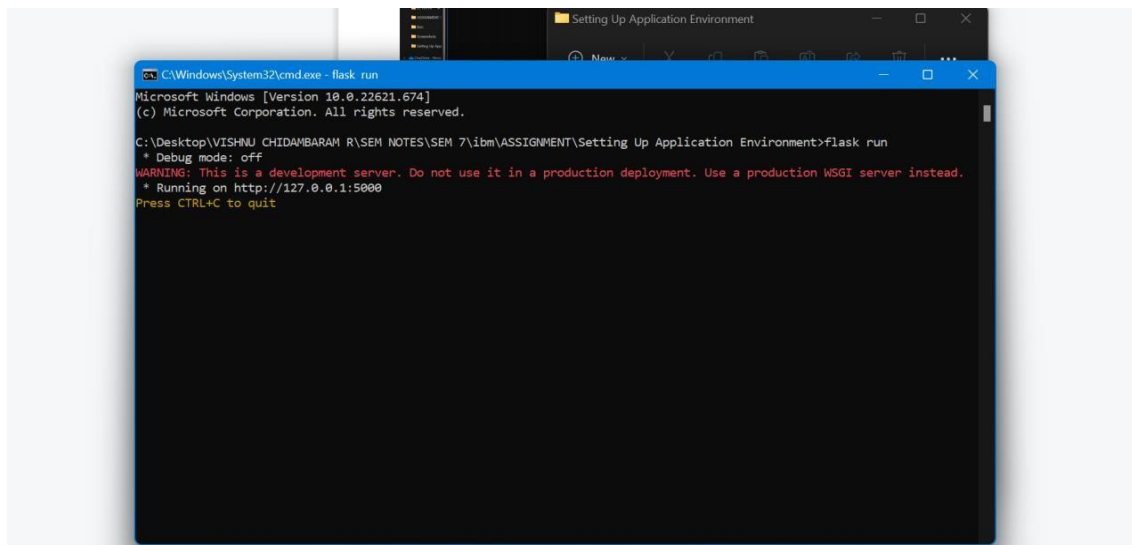 Setting Up Application Environment
New
C:\Windows\System32\cmd.exe - flask run
Microsoft Windows [Version 10.0.22621.674]
(c) Microsoft Corporation. All rights reserved.
C:\Desktop\VISHNU CHIDAMBARAM R\SEM NOTES\SEM 7\ibm\ASSIGNMENT\Setting Up Application Environment>flask run
* Debug mode: off
WARNING: This is a development server. Do not use it in a production deployment. Use a production WSGI server instead.
* Running on http://127.0.0.1:5000
Press CTRL+C to quit